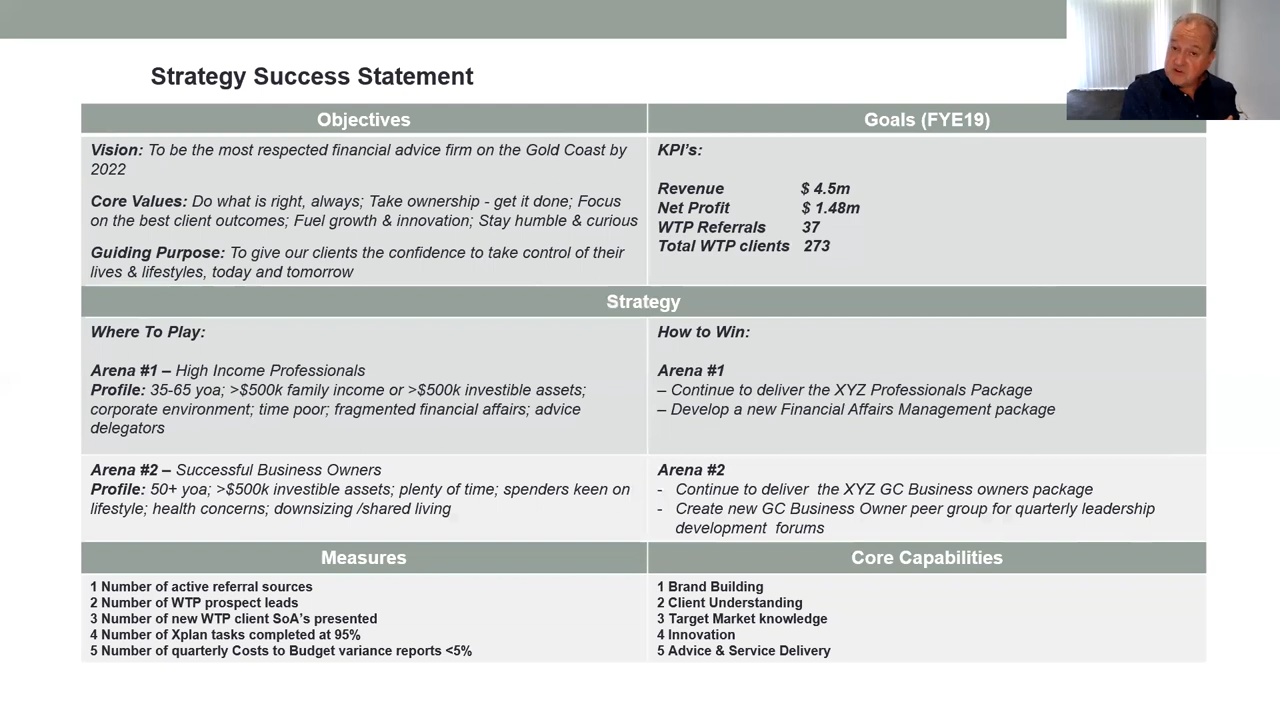 Strategy Success Statement
Objectives
Goals (FYE19)
Vision: To be the most respected financial advice firm on the Gold Coast by
2022
Core Values: Do what is right, always; Take ownership - get it done; Focus
on the best client outcomes; Fuel growth & innovation; Stay humble & curious
Guiding Purpose: To give our clients the confidence to take control of their
lives & lifestyles, today and tomorrow
KPI's:
Revenue $ 4.5m
Net Profit $ 1.48m
WTP Referrals 37
Total WTP clients 273
Strategy
Where To Play:
Arena #1 – High Income Professionals
Profile: 35-65 yoa; >$500k family income or >$500k investible assets;
corporate environment; time poor; fragmented financial affairs; advice
delegators
How to Win:
Arena #1
– Continue to deliver the XYZ Professionals Package
– Develop a new Financial Affairs Management package
Arena #2 – Successful Business Owners
Profile: 50+ yoa; >$500k investible assets; plenty of time; spenders keen on
lifestyle; health concerns; downsizing /shared living
Arena #2
- Continue to deliver the XYZ GC Business owners package
- Create new GC Business Owner peer group for quarterly leadership
development forums
Measures
Core Capabilities
1 Number of active referral sources
2 Number of WTP prospect leads
3 Number of new WTP client SoA's presented
4 Number of Xplan tasks completed at 95%
5 Number of quarterly Costs to Budget variance reports <5%
1 Brand Building
2 Client Understanding
3 Target Market knowledge
4 Innovation
5 Advice & Service Delivery